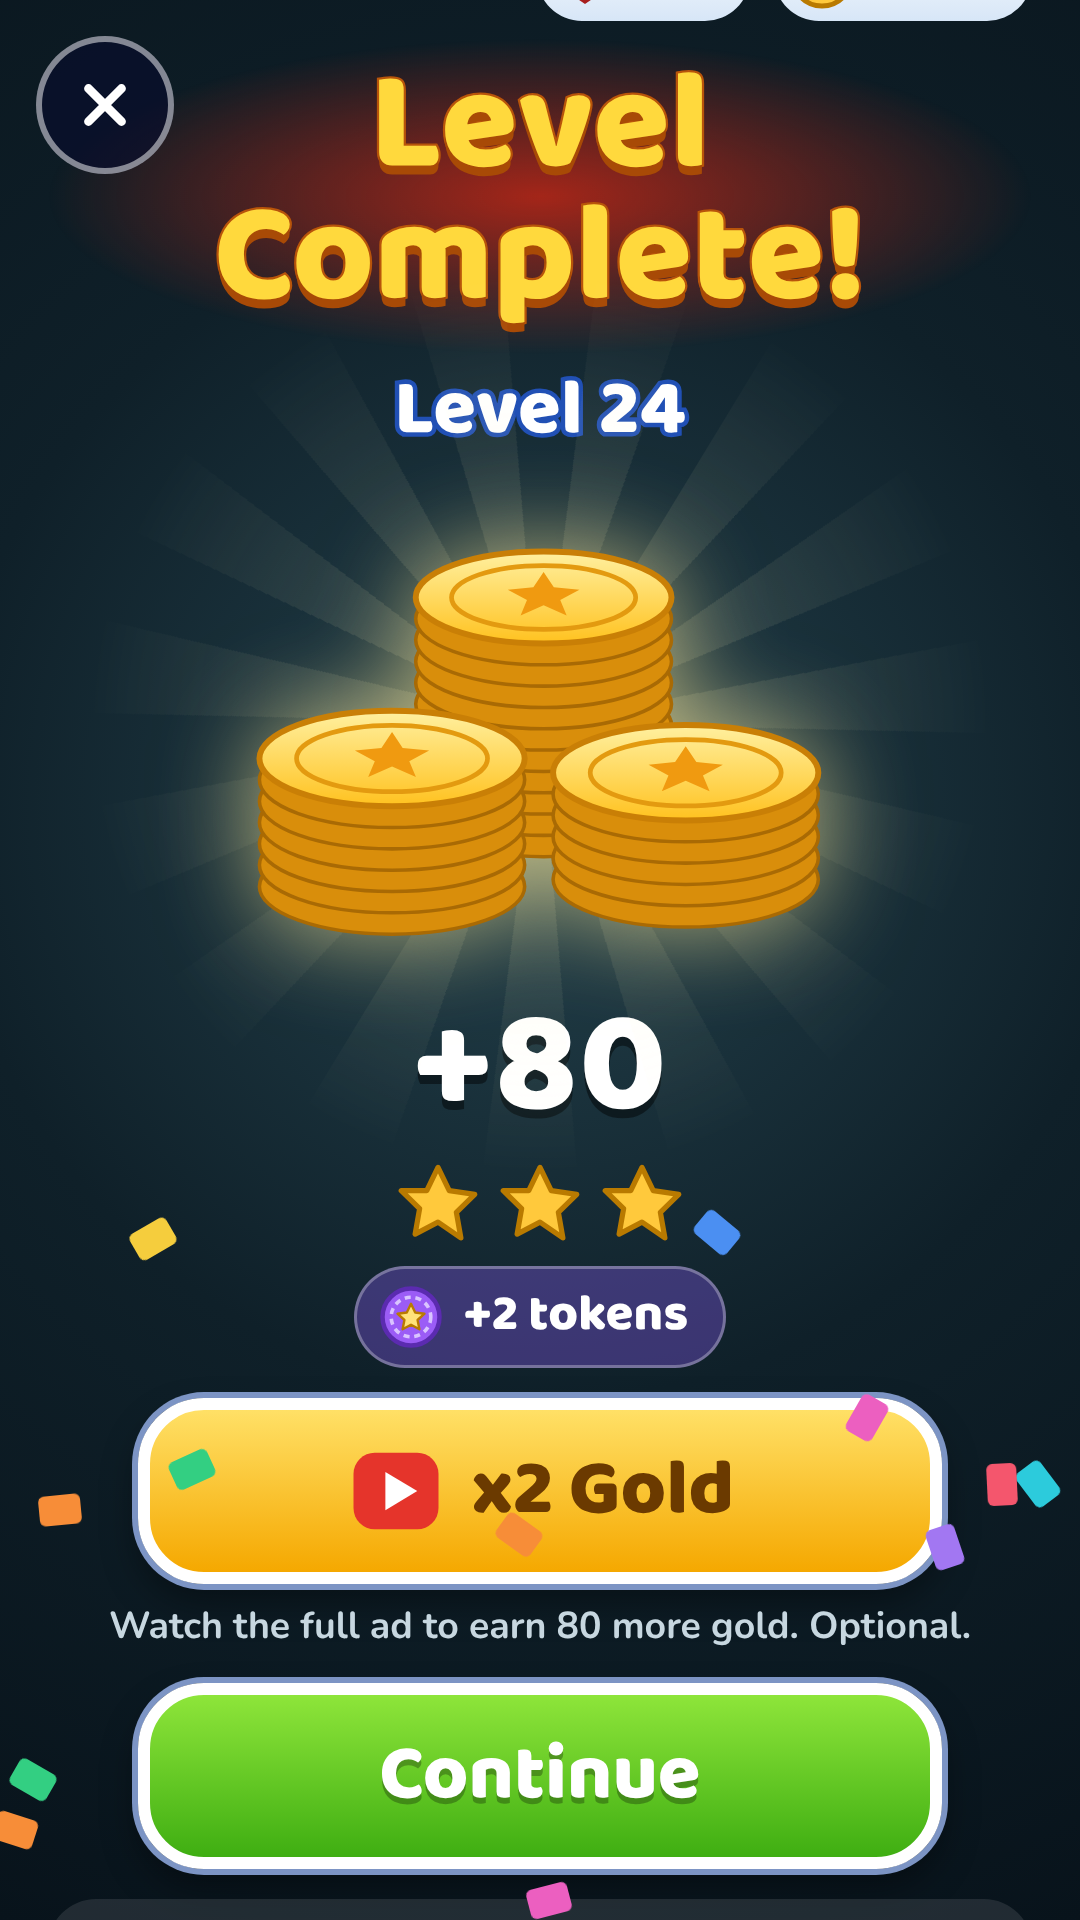 Level
Complete!
Level 24
+80
+2 tokens
x2 Gold
Watch the full ad to earn 80 more gold. Optional.
Continue